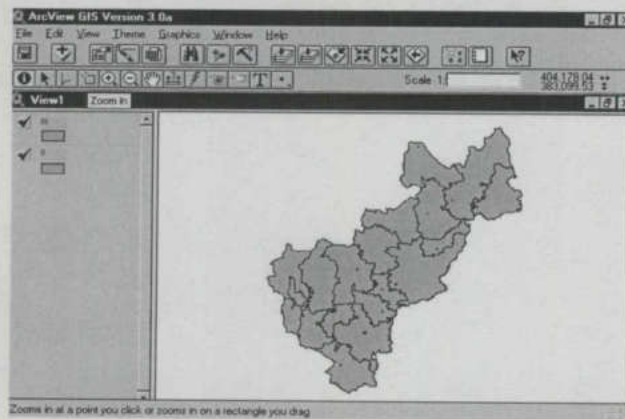 ArcView GIS Version 3.0a
File Edit View Theme Graphics Window Help
Scale 1:
404,178.04
383,099.53
View1
Zoom in
Zooms in at a point you click or zooms in on a rectangle you drag